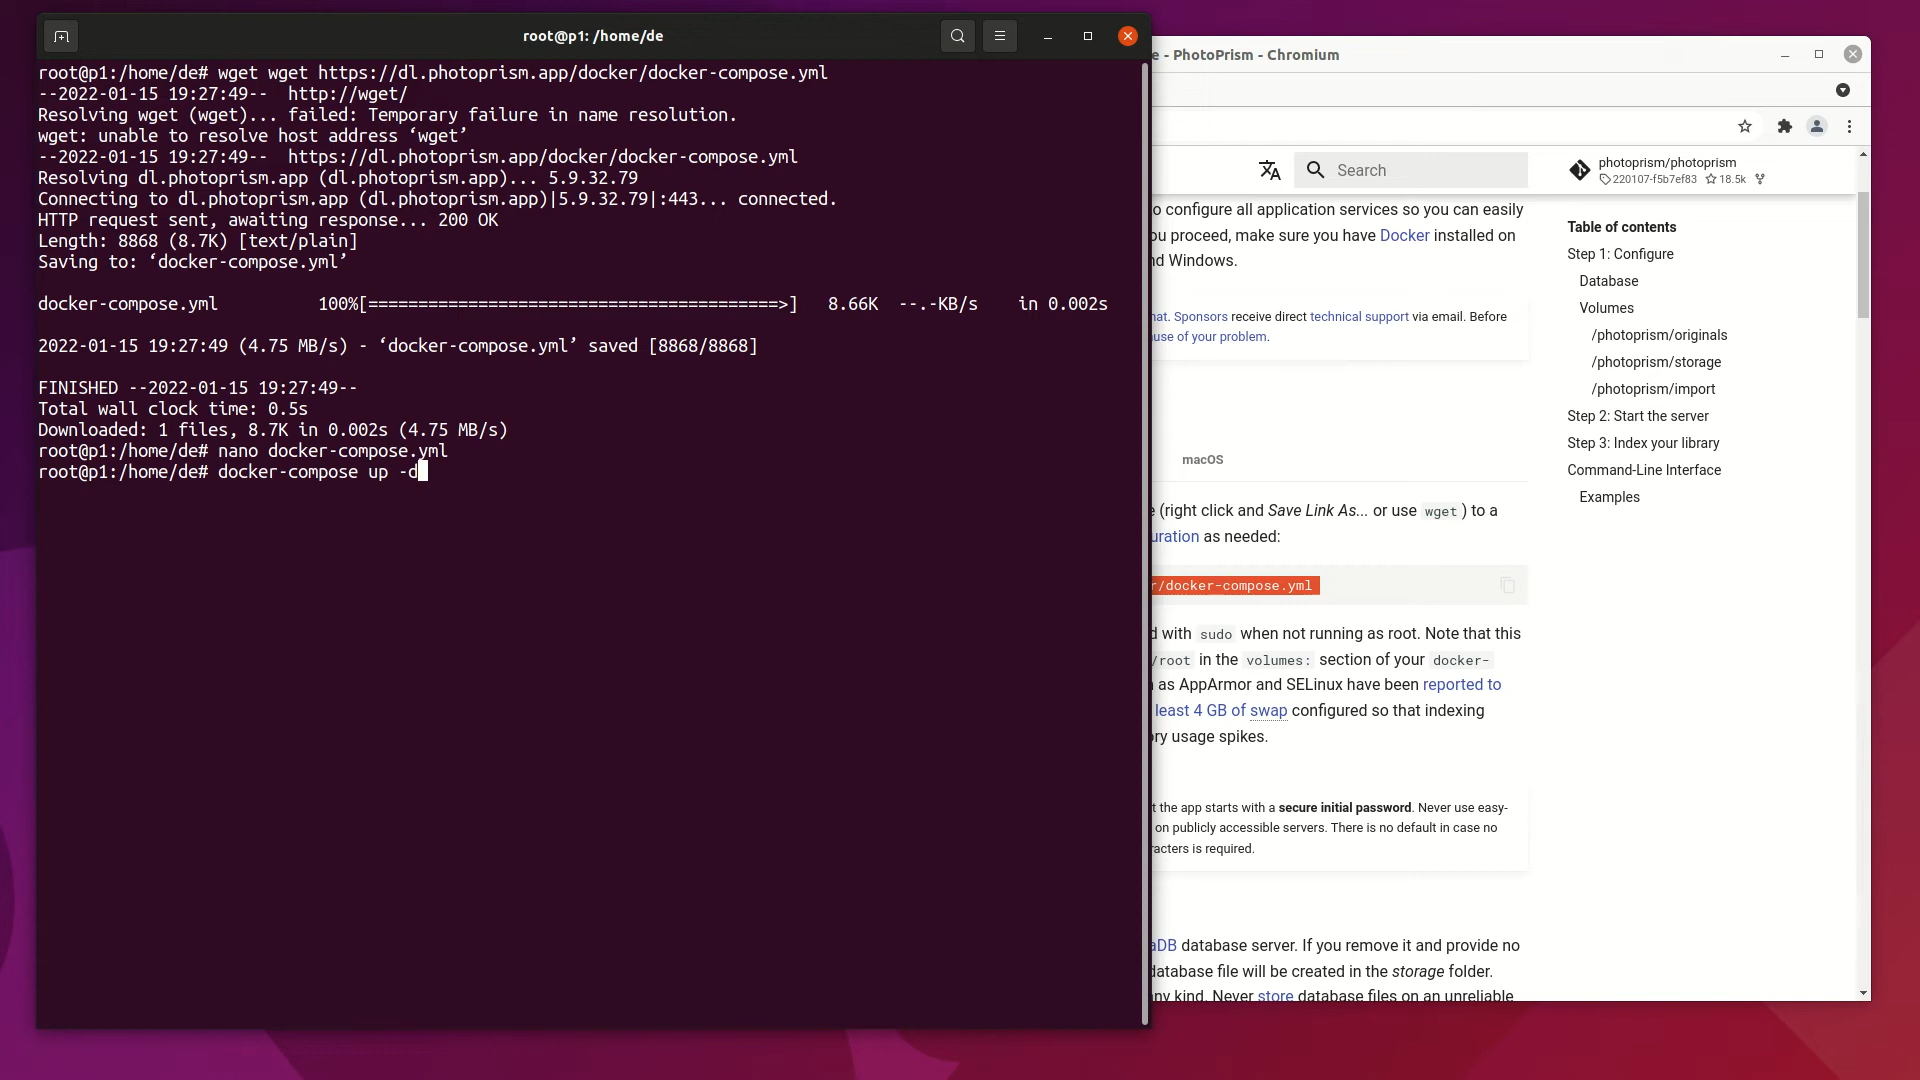 root@p1: /home/de
root@p1:/home/de# wget wget https://dl.photoprism.app/docker/docker-compose.yml
--2022-01-15 19:27:49--  http://wget/
Resolving wget (wget)... failed: Temporary failure in name resolution.
wget: unable to resolve host address ‘wget’
--2022-01-15 19:27:49--  https://dl.photoprism.app/docker/docker-compose.yml
Resolving dl.photoprism.app (dl.photoprism.app)... 5.9.32.79
Connecting to dl.photoprism.app (dl.photoprism.app)|5.9.32.79|:443... connected.
HTTP request sent, awaiting response... 200 OK
Length: 8868 (8.7K) [text/plain]
Saving to: ‘docker-compose.yml’
docker-compose.yml          100%[=========================================>]   8.66K  --.-KB/s    in 0.002s
2022-01-15 19:27:49 (4.75 MB/s) - ‘docker-compose.yml’ saved [8868/8868]
FINISHED --2022-01-15 19:27:49--
Total wall clock time: 0.5s
Downloaded: 1 files, 8.7K in 0.002s (4.75 MB/s)
root@p1:/home/de# nano docker-compose.yml
root@p1:/home/de# docker-compose up -d
e - PhotoPrism - Chromium
Search
photoprism/photoprism
220107-f5b7ef83 18.5k
o configure all application services so you can easily
ou proceed, make sure you have Docker installed on
nd Windows.
hat. Sponsors receive direct technical support via email. Before
ause of your problem.
macOS
e (right click and Save Link As... or use wget ) to a
uration as needed:
r/docker-compose.yml
d with sudo when not running as root. Note that this
/root in the volumes: section of your docker-
as AppArmor and SELinux have been reported to
least 4 GB of swap configured so that indexing
ory usage spikes.
t the app starts with a secure initial password. Never use easy-
on publicly accessible servers. There is no default in case no
racters is required.
aDB database server. If you remove it and provide no
database file will be created in the storage folder.
any kind. Never store database files on an unreliable
Table of contents
Step 1: Configure
Database
Volumes
/photoprism/originals
/photoprism/storage
/photoprism/import
Step 2: Start the server
Step 3: Index your library
Command-Line Interface
Examples